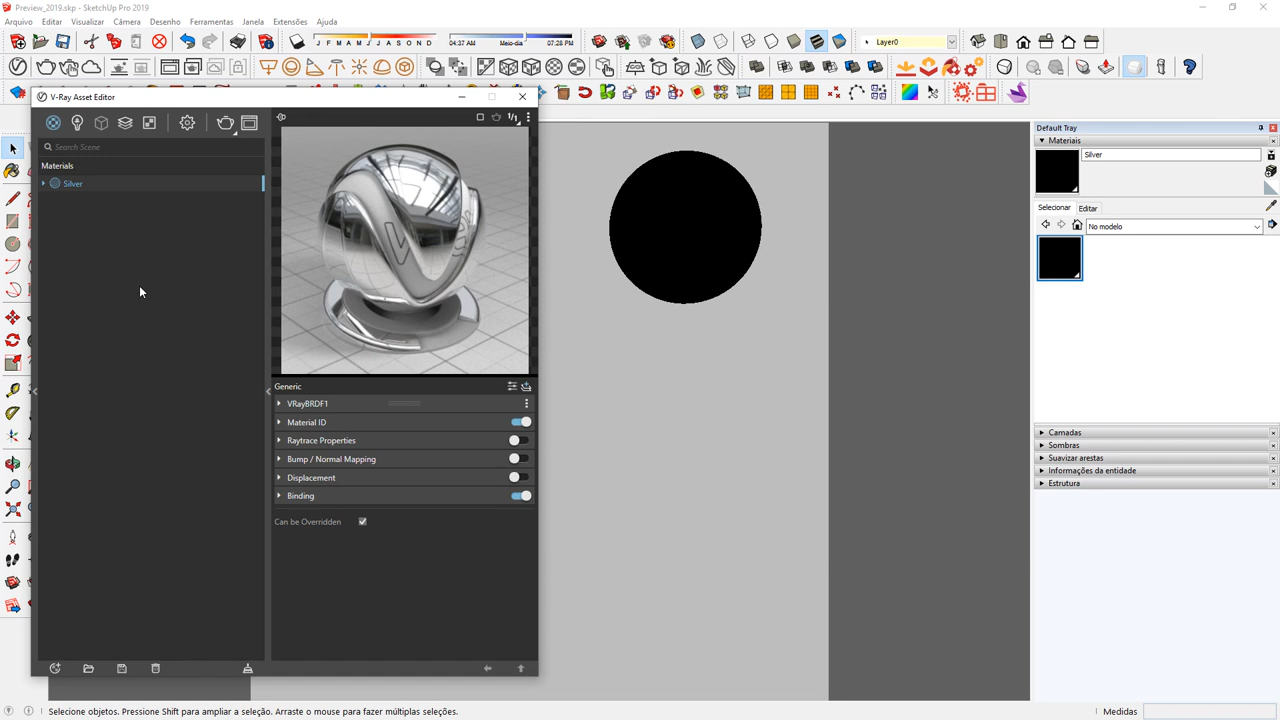 Preview_2019.skp - SketchUp Pro 2019
Arquivo Editar Visualizar Câmera Desenho Ferramentas Janela Extensões Ajuda
J F M A M J J A S O N D
04:37 AM Meio-dia 07:28 PM
Layer0
V-Ray Asset Editor
Search Scene
Materials
Silver
1/1
Generic
VRayBRDF1
Material ID
Raytrace Properties
Bump / Normal Mapping
Displacement
Binding
Can be Overridden
Default Tray
Materiais
Silver
Selecionar Editar
No modelo
Camadas
Sombras
Suavizar arestas
Informações da entidade
Estrutura
Selecione objetos. Pressione Shift para ampliar a seleção. Arraste o mouse para fazer múltiplas seleções.
Medidas